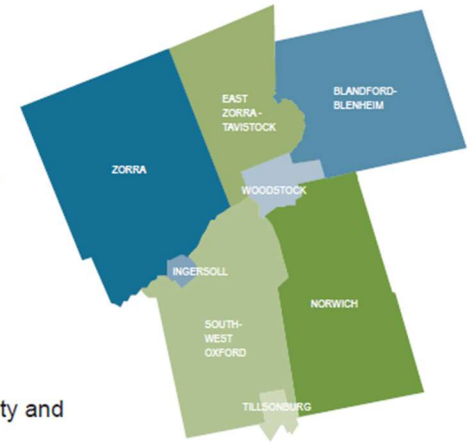 EAST
ZORRA -
TAVISTOCK
BLANDFORD-
BLENHEIM
ZORRA
WOODSTOCK
INGERSOLL
NORWICH
SOUTH-
WEST
OXFORD
TILLSONBURG
ty and